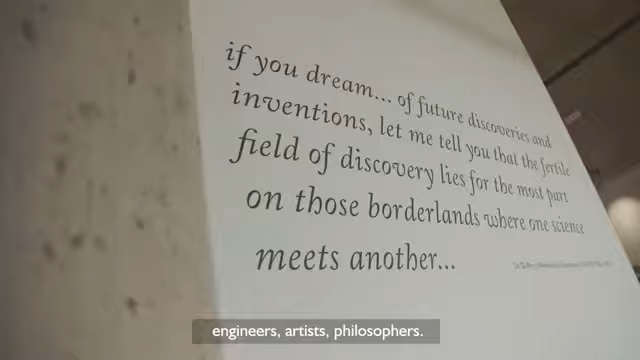 if you dream... of future discoveries and
inventions, let me tell you that the fertile
field of discovery lies for the most part
on those borderlands where one science
meets another...
engineers, artists, philosophers.